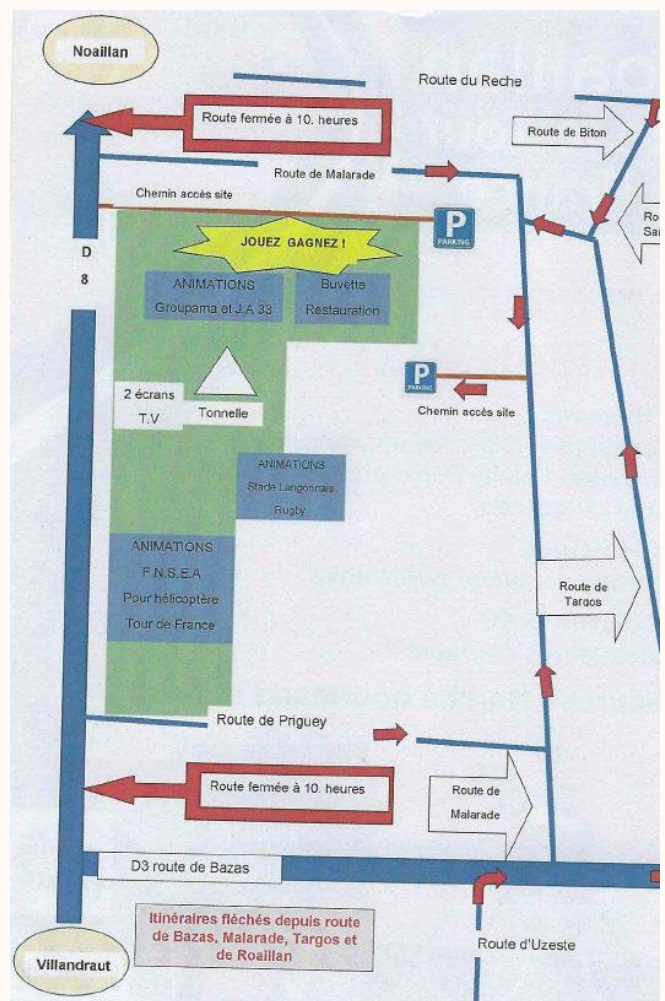 Noaillan
Route du Reche
Route fermée à 10. heures
Route de Biton
Route de Malarade
Chemin accès site
P
PARKING
D
8
JOUEZ GAGNEZ !
ANIMATIONS
Groupama et J.A 33
Buvette
Restauration
P
PARKING
Chemin accès site
2 écrans
T.V
Tonnelle
ANIMATIONS
Stade Langonnais
Rugby
ANIMATIONS
F.N.S.E.A
Pour hélicoptère
Tour de France
Route de
Targos
Route de Priguey
Route fermée à 10. heures
Route de
Malarade
D3 route de Bazas
Itinéraires fléchés depuis route
de Bazas, Malarade, Targos et
de Roaillan
Route d'Uzeste
Villandraut